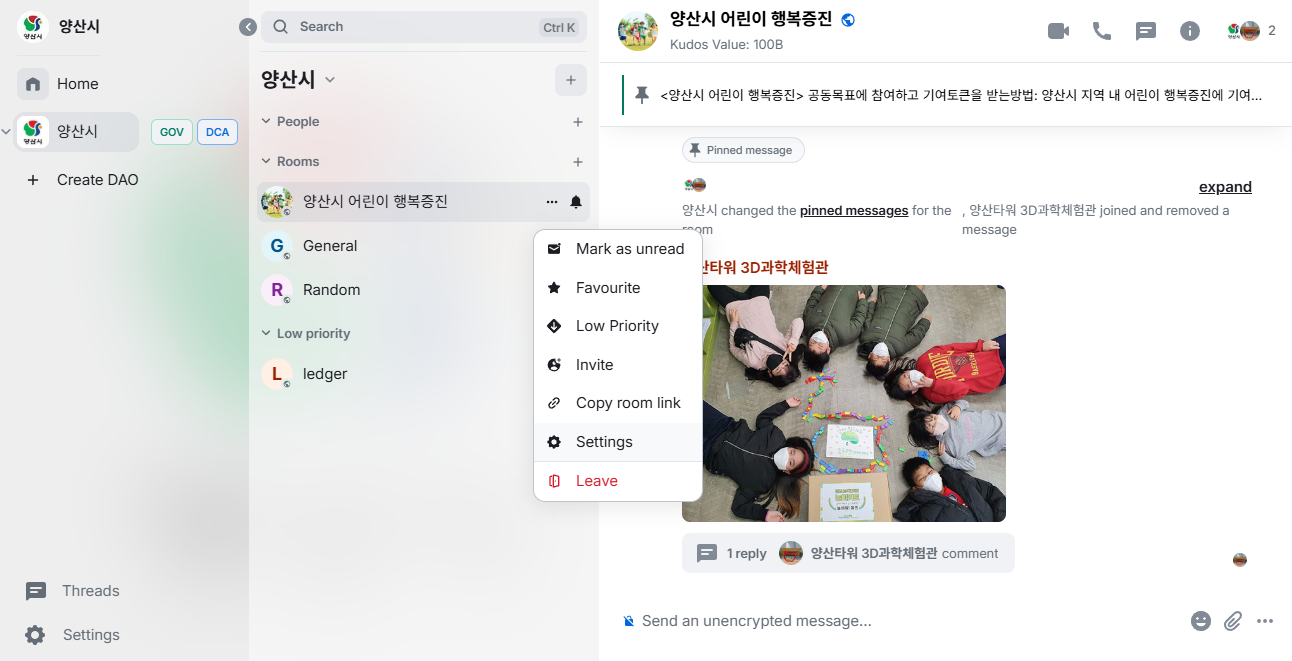 양산시
양산시
Home
양산시
양산시
GOV
DCA
Create DAO
Threads
Settings
Search
Ctrl K
양산시
People
Rooms
양산시 어린이 행복증진
General
G
Random
R
Low priority
ledger
L
Mark as unread
Favourite
Low Priority
Invite
Copy room link
Settings
Leave
양산시 어린이 행복증진
Kudos Value: 100B
2
<양산시 어린이 행복증진> 공동목표에 참여하고 기여토큰을 받는방법: 양산시 지역 내 어린이 행복증진에 기여...
Pinned message
expand
양산시 changed the pinned messages for the room
, 양산타워 3D과학체험관 joined and removed a message
산타워 3D과학체험관
1 reply
양산타워 3D과학체험관 comment
Send an unencrypted message...